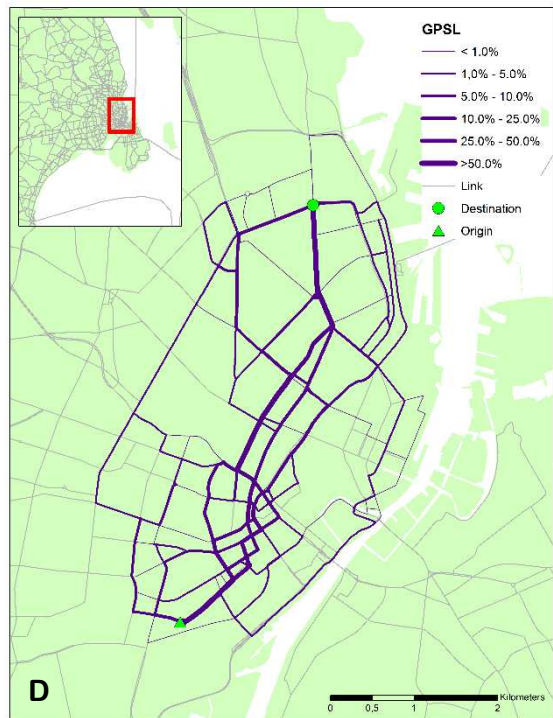 GPSL
< 1.0%
1,0% - 5.0%
5.0% - 10.0%
10.0% - 25.0%
25.0% - 50.0%
>50.0%
Link
Destination
Origin
D
Kilometers
0 0,5 1 2